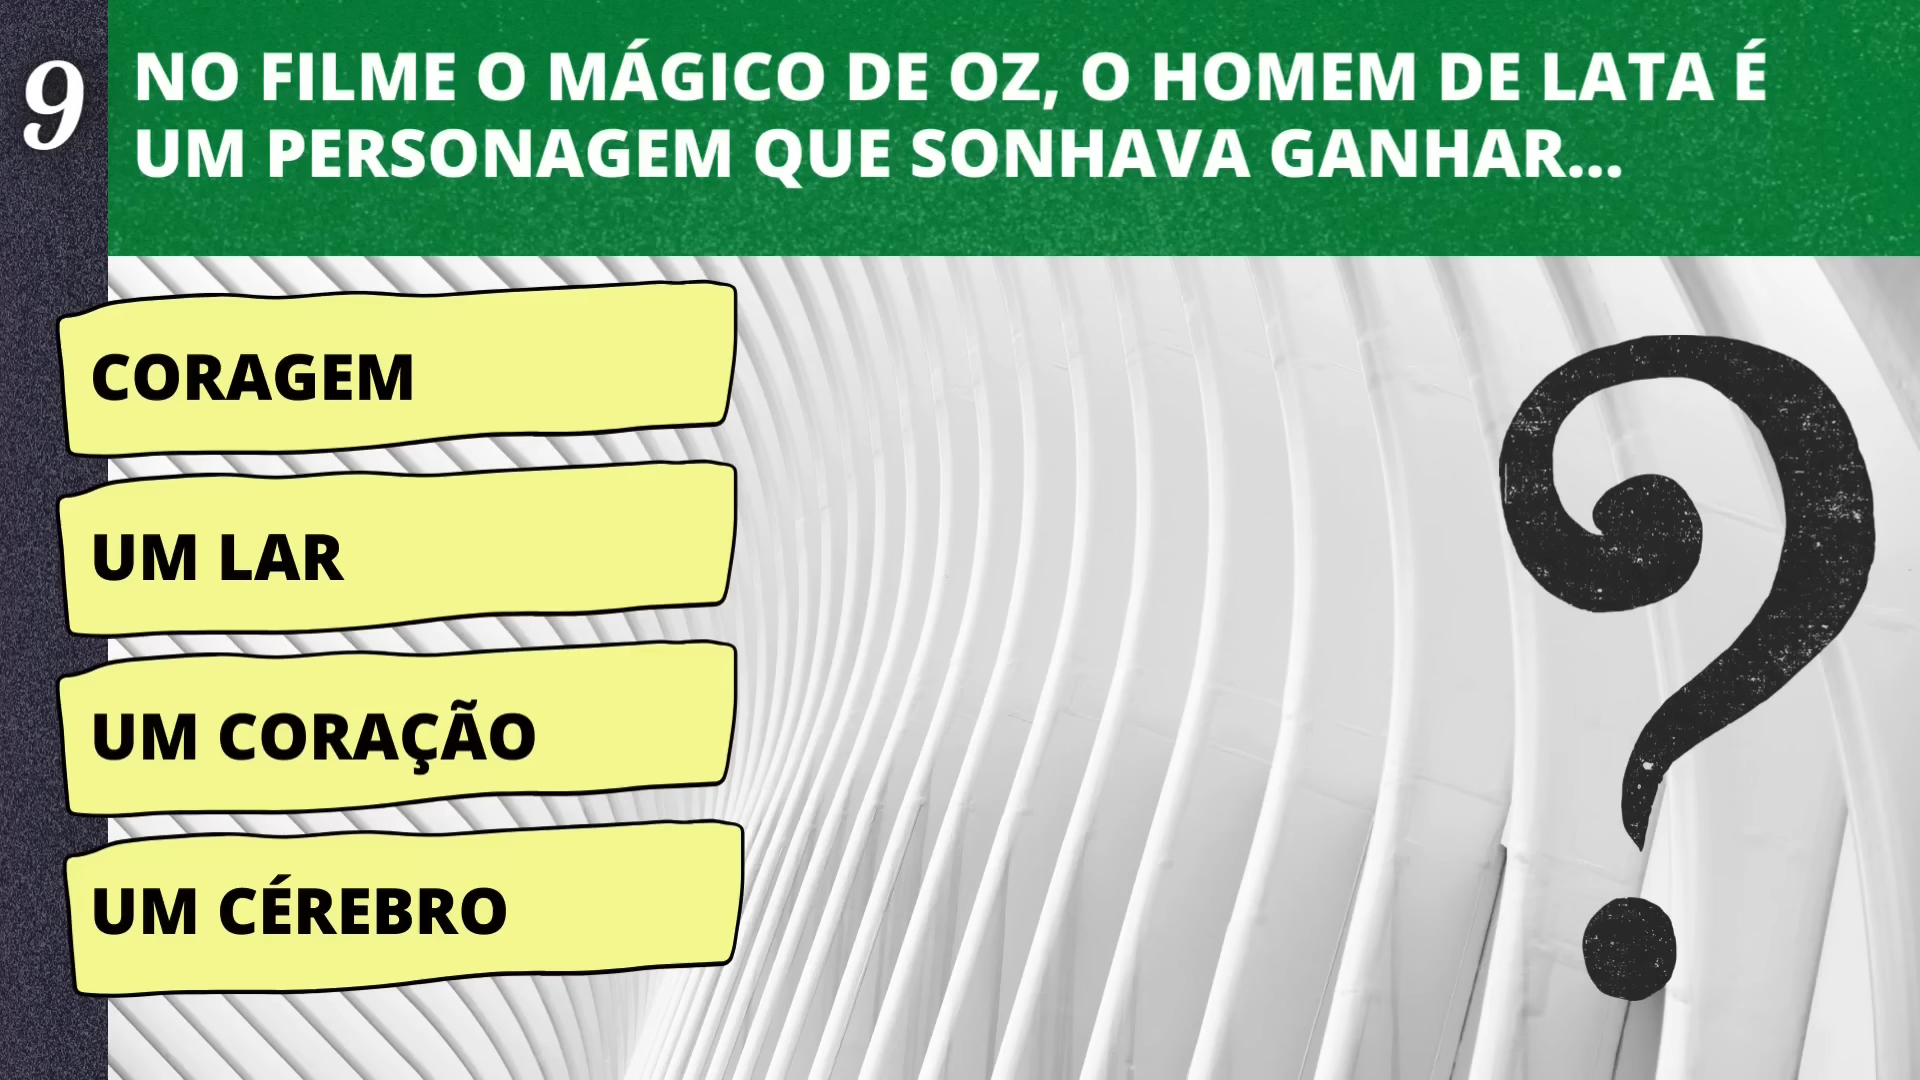 9
NO FILME O MÁGICO DE OZ, O HOMEM DE LATA É
UM PERSONAGEM QUE SONHAVA GANHAR...
CORAGEM
UM LAR
UM CORAÇÃO
UM CÉREBRO
?